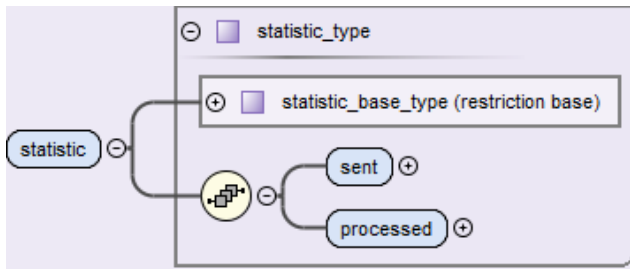 statistic_type
statistic_base_type (restriction base)
statistic
sent
processed